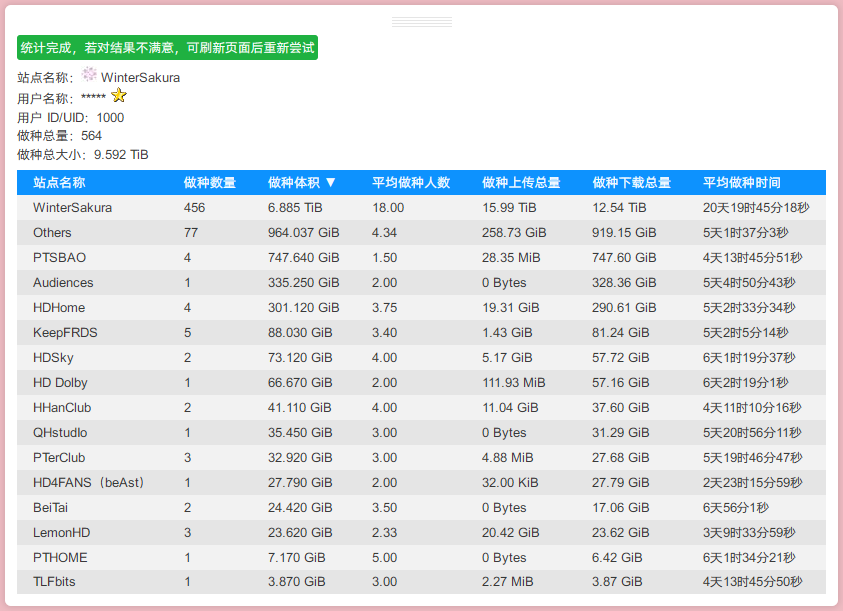 统计完成，若对结果不满意，可刷新页面后重新尝试
站点名称： WinterSakura
用户名称： *****
用户 ID/UID：1000
做种总量：564
做种总大小：9.592 TiB
站点名称 做种数量 做种体积 ▼ 平均做种人数 做种上传总量 做种下载总量 平均做种时间
WinterSakura 456 6.885 TiB 18.00 15.99 TiB 12.54 TiB 20天19时45分18秒
Others 77 964.037 GiB 4.34 258.73 GiB 919.15 GiB 5天1时37分3秒
PTSBAO 4 747.640 GiB 1.50 28.35 MiB 747.60 GiB 4天13时45分51秒
Audiences 1 335.250 GiB 2.00 0 Bytes 328.36 GiB 5天4时50分43秒
HDHome 4 301.120 GiB 3.75 19.31 GiB 290.61 GiB 5天2时33分34秒
KeepFRDS 5 88.030 GiB 3.40 1.43 GiB 81.24 GiB 5天2时5分14秒
HDSky 2 73.120 GiB 4.00 5.17 GiB 57.72 GiB 6天1时19分37秒
HD Dolby 1 66.670 GiB 2.00 111.93 MiB 57.16 GiB 6天2时19分1秒
HHanClub 2 41.110 GiB 4.00 11.04 GiB 37.60 GiB 4天11时10分16秒
QHstudIo 1 35.450 GiB 3.00 0 Bytes 31.29 GiB 5天20时56分11秒
PTerClub 3 32.920 GiB 3.00 4.88 MiB 27.68 GiB 5天19时46分47秒
HD4FANS（beAst） 1 27.790 GiB 2.00 32.00 KiB 27.79 GiB 2天23时15分59秒
BeiTai 2 24.420 GiB 3.50 0 Bytes 17.06 GiB 6天56分1秒
LemonHD 3 23.620 GiB 2.33 20.42 GiB 23.62 GiB 3天9时33分59秒
PTHOME 1 7.170 GiB 5.00 0 Bytes 6.42 GiB 6天1时34分21秒
TLFbits 1 3.870 GiB 3.00 2.27 MiB 3.87 GiB 4天13时45分50秒